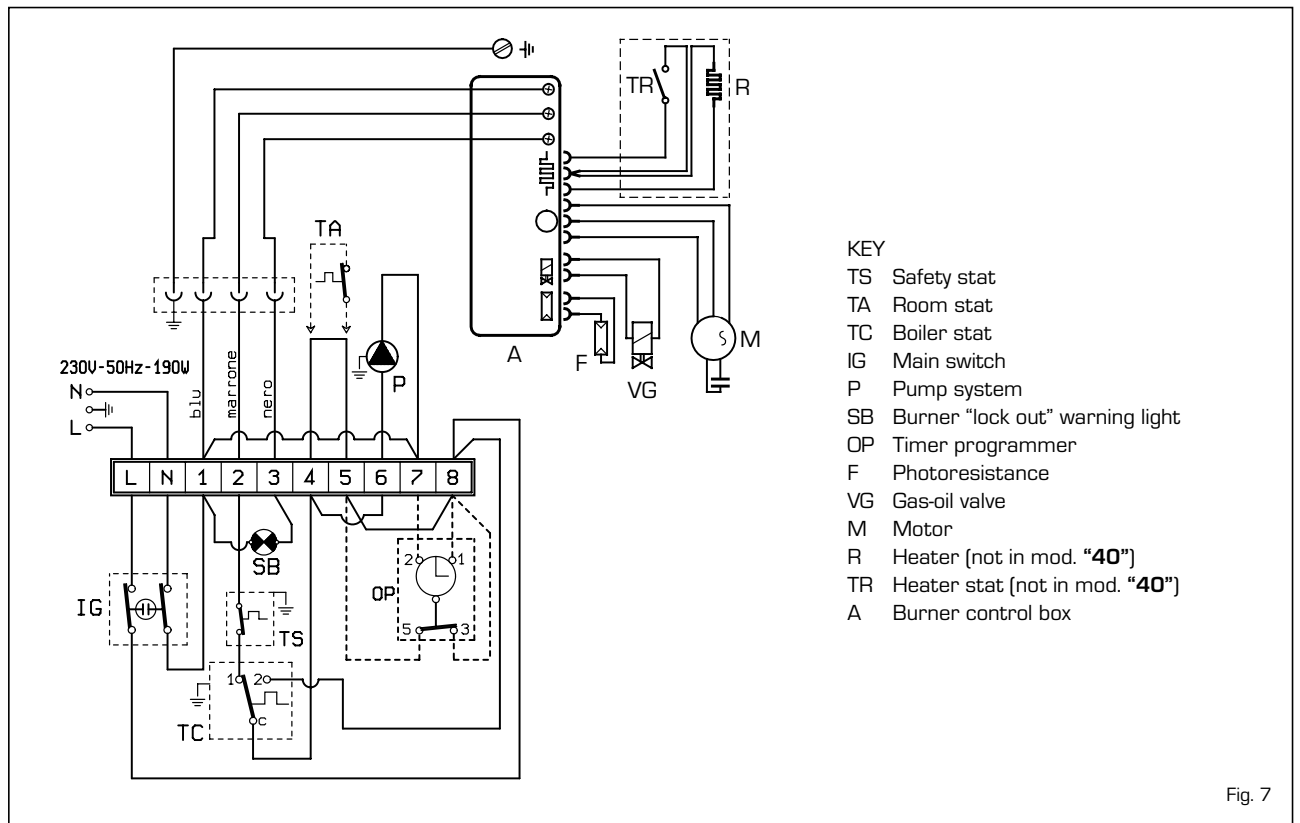 TR
R
A
F
VG
M
TA
P
230V-50Hz-190W
N
L
blu
marrone
nero
L N 1 2 3 4 5 6 7 8
SB
IG
TS
1 2
C
TC
OP
2 1
5 3
KEY
TS Safety stat
TA Room stat
TC Boiler stat
IG Main switch
P Pump system
SB Burner “lock out” warning light
OP Timer programmer
F Photoresistance
VG Gas-oil valve
M Motor
R Heater (not in mod. “40”)
TR Heater stat (not in mod. “40”)
A Burner control box
Fig. 7